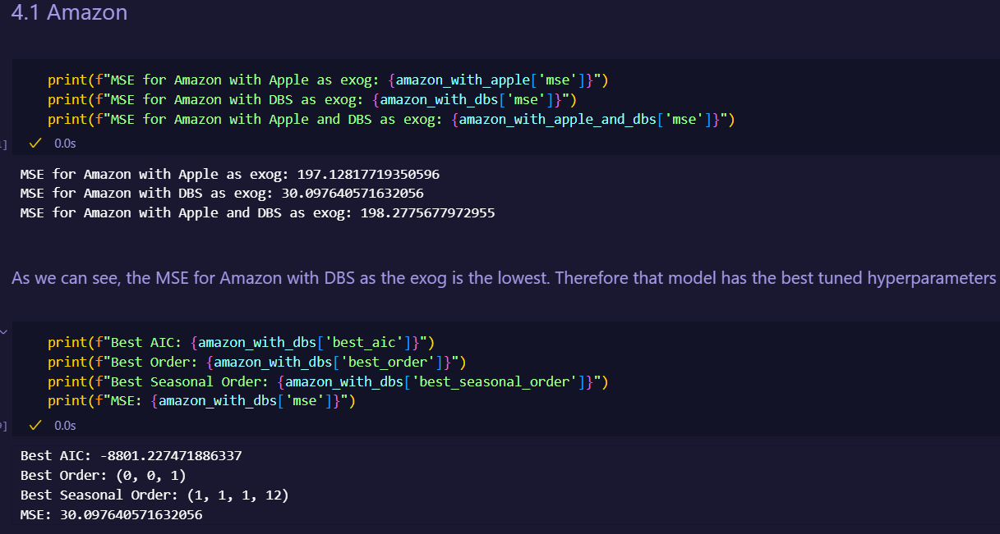 4.1 Amazon
print(f"MSE for Amazon with Apple as exog: {amazon_with_apple['mse']}")
print(f"MSE for Amazon with DBS as exog: {amazon_with_dbs['mse']}")
print(f"MSE for Amazon with Apple and DBS as exog: {amazon_with_apple_and_dbs['mse']}")
0.0s
MSE for Amazon with Apple as exog: 197.12817719350596
MSE for Amazon with DBS as exog: 30.097640571632056
MSE for Amazon with Apple and DBS as exog: 198.2775677972955
As we can see, the MSE for Amazon with DBS as the exog is the lowest. Therefore that model has the best tuned hyperparameters
print(f"Best AIC: {amazon_with_dbs['best_aic']}")
print(f"Best Order: {amazon_with_dbs['best_order']}")
print(f"Best Seasonal Order: {amazon_with_dbs['best_seasonal_order']}")
print(f"MSE: {amazon_with_dbs['mse']}")
0.0s
Best AIC: -8801.227471886337
Best Order: (0, 0, 1)
Best Seasonal Order: (1, 1, 1, 12)
MSE: 30.097640571632056